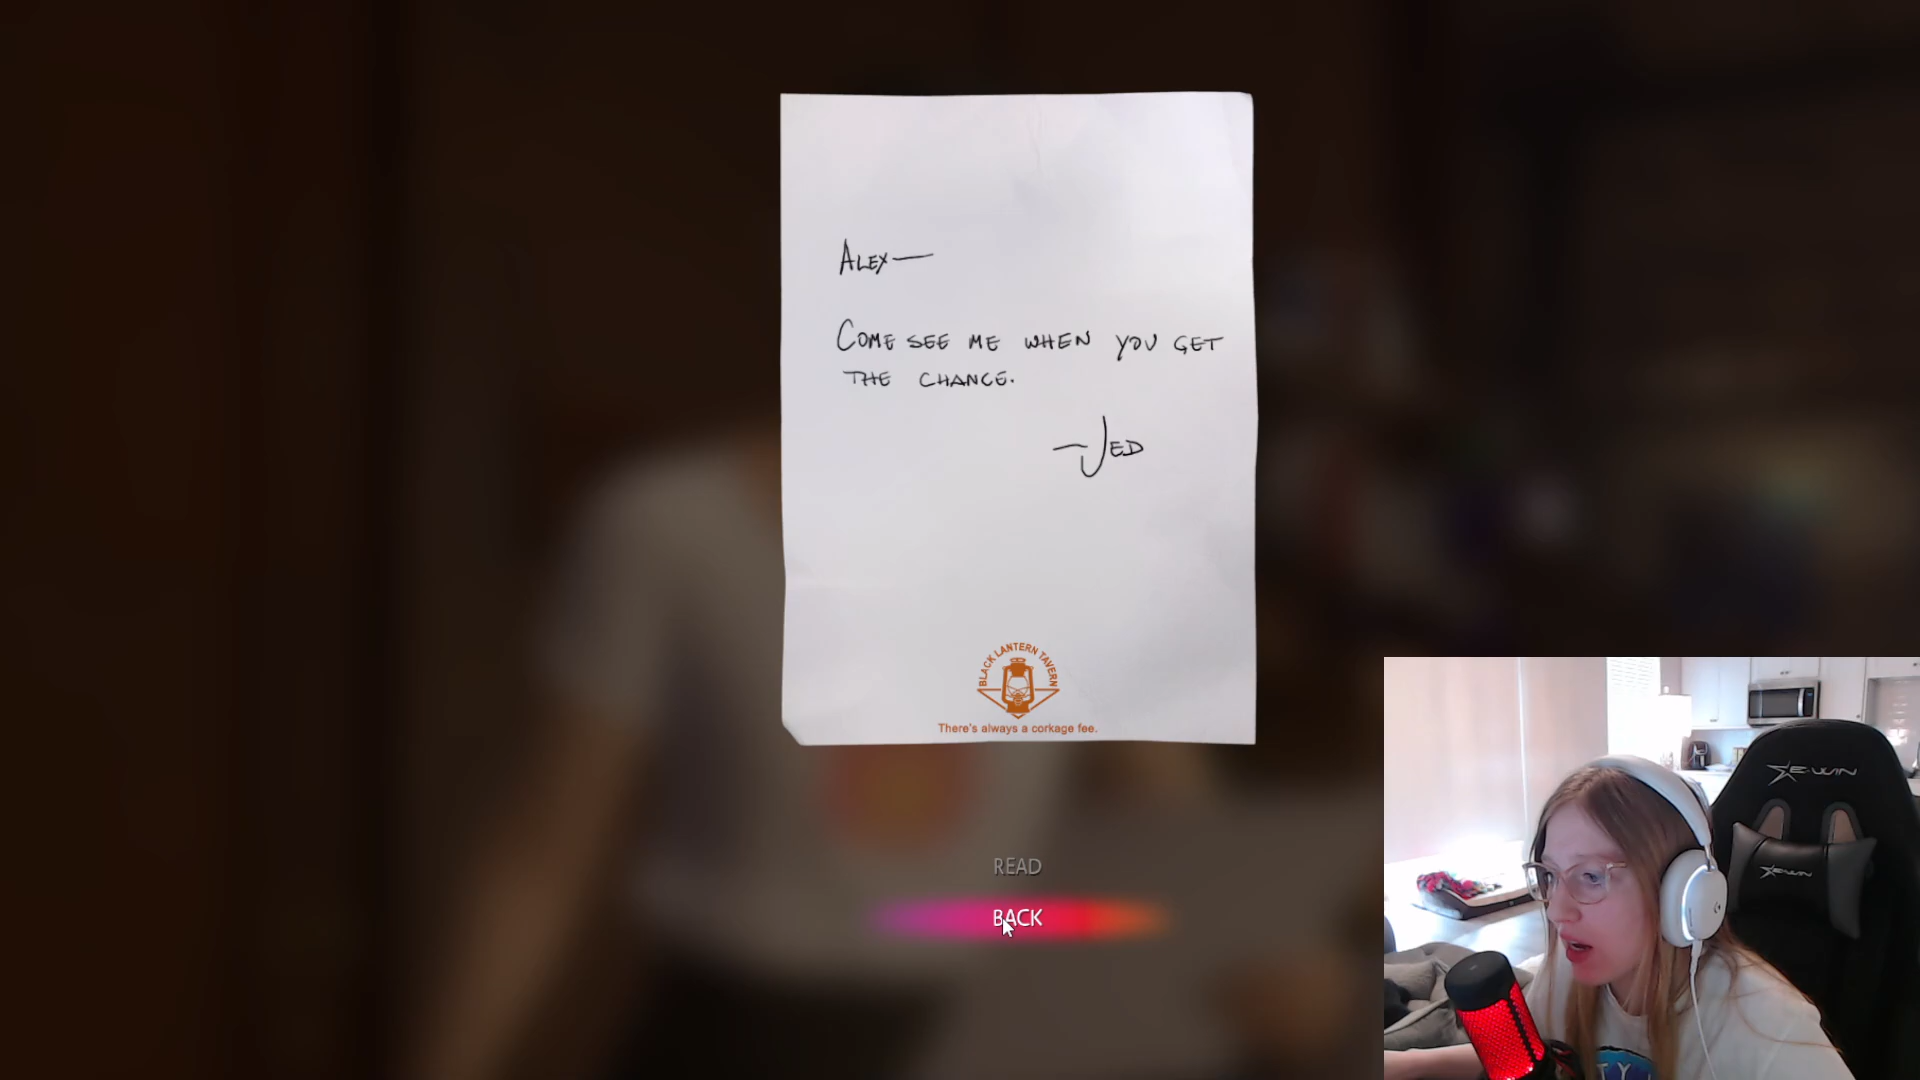 ALEX—
COME SEE ME WHEN YOU GET
THE CHANCE.
—JED
BLACK LANTERN TAVERN
There's always a corkage fee.
READ
BACK
E-WIN